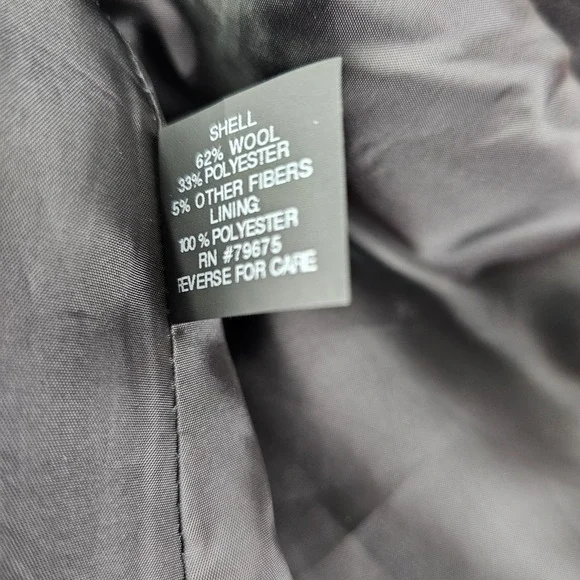 SHELL
62% WOOL
33% POLYESTER
5% OTHER FIBERS
LINING
100% POLYESTER
RN #79675
REVERSE FOR CARE